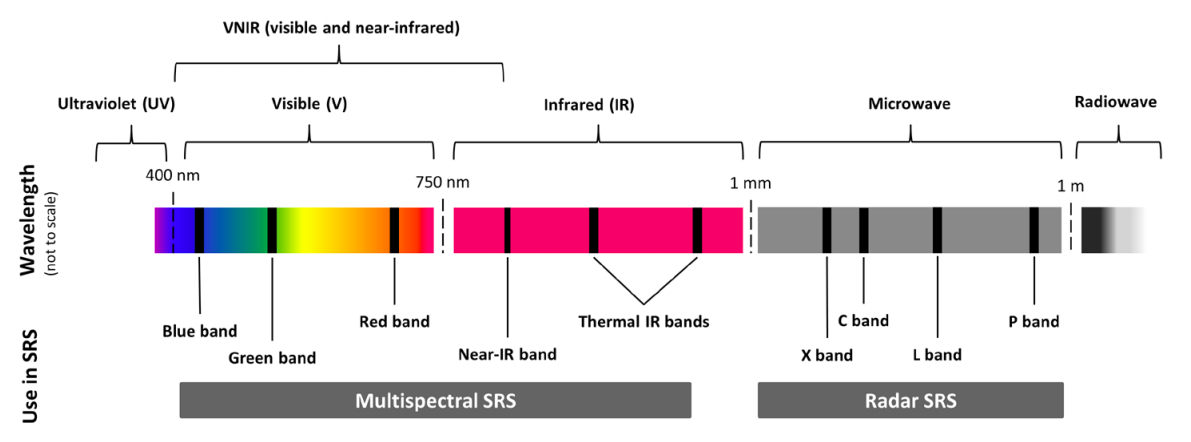 VNIR (visible and near-infrared)
Ultraviolet (UV)
Visible (V)
Infrared (IR)
Microwave
Radiowave
400 nm
750 nm
1 mm
1 m
Wavelength
(not to scale)
Blue band
Green band
Red band
Near-IR band
Thermal IR bands
X band
C band
L band
P band
Use in SRS
Multispectral SRS
Radar SRS